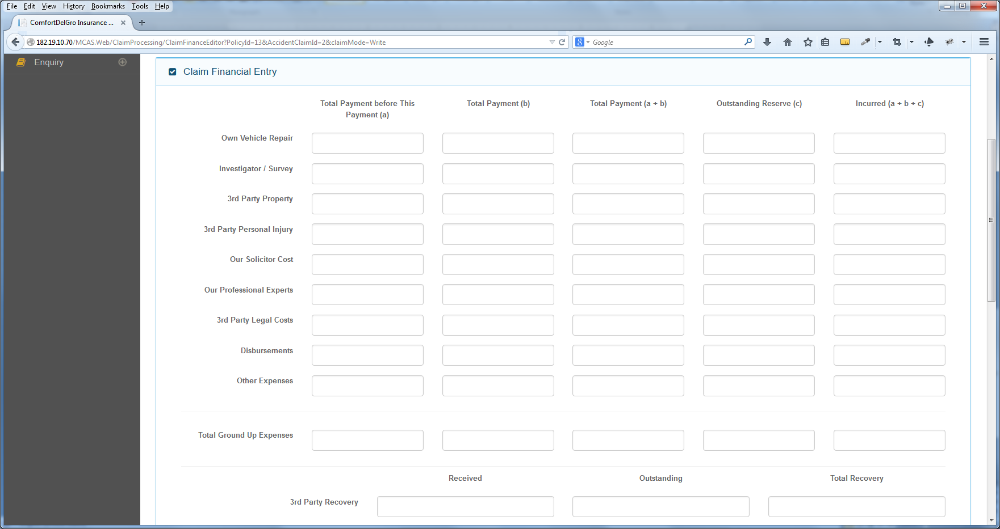 File Edit View History Bookmarks Tools Help
ComfortDelGro Insurance ...
182.19.10.70/MCAS.Web/ClaimProcessing/ClaimFinanceEditor?PolicyId=13&AccidentClaimId=2&claimMode=Write
8 Google
Enquiry
Claim Financial Entry
Total Payment before This Payment (a) Total Payment (b) Total Payment (a + b) Outstanding Reserve (c) Incurred (a + b + c)
Own Vehicle Repair
Investigator / Survey
3rd Party Property
3rd Party Personal Injury
Our Solicitor Cost
Our Professional Experts
3rd Party Legal Costs
Disbursements
Other Expenses
Total Ground Up Expenses
Received Outstanding Total Recovery
3rd Party Recovery